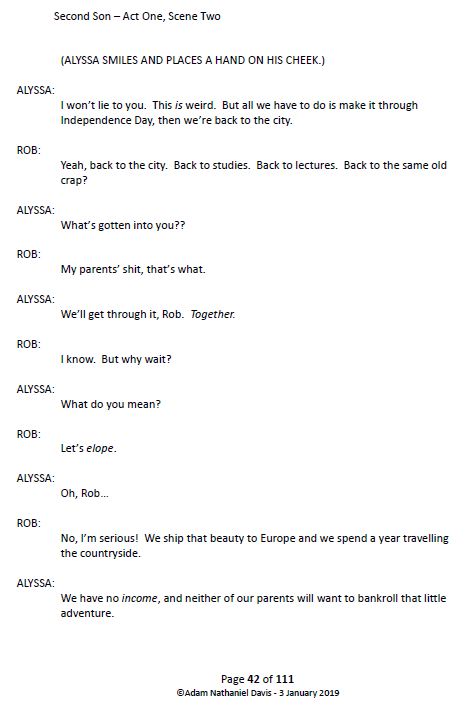 Second Son – Act One, Scene Two
(ALYSSA SMILES AND PLACES A HAND ON HIS CHEEK.)
ALYSSA:
I won't lie to you.  This is weird.  But all we have to do is make it through
Independence Day, then we're back to the city.
ROB:
Yeah, back to the city.  Back to studies.  Back to lectures.  Back to the same old
crap?
ALYSSA:
What's gotten into you??
ROB:
My parents' shit, that's what.
ALYSSA:
We'll get through it, Rob.  Together.
ROB:
I know.  But why wait?
ALYSSA:
What do you mean?
ROB:
Let's elope.
ALYSSA:
Oh, Rob…
ROB:
No, I'm serious!  We ship that beauty to Europe and we spend a year travelling
the countryside.
ALYSSA:
We have no income, and neither of our parents will want to bankroll that little
adventure.
Page 42 of 111
©Adam Nathaniel Davis - 3 January 2019